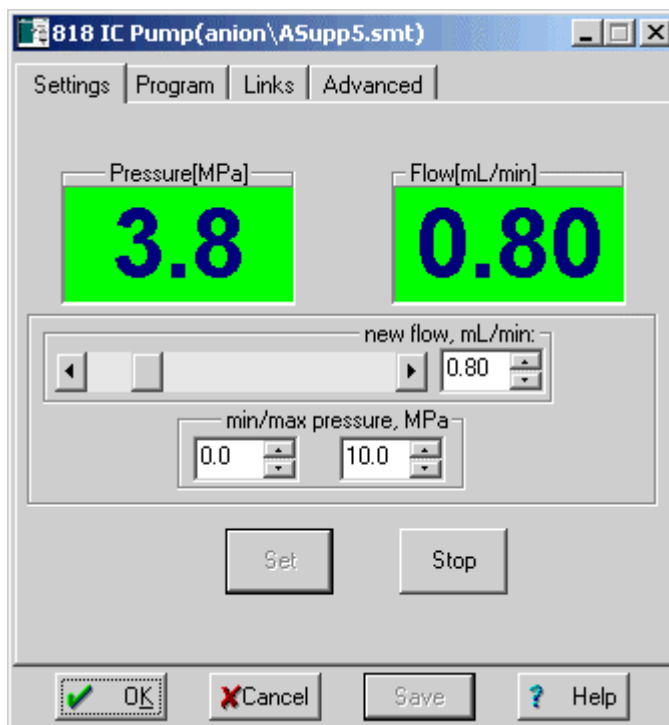 818 IC Pump(anion\ASupp5.smt)
Settings Program Links Advanced
Pressure[MPa] Flow[mL/min]
3.8 0.80
new flow, mL/min:
0.80
min/max pressure, MPa
0.0 10.0
Set Stop
OK Cancel Save ? Help